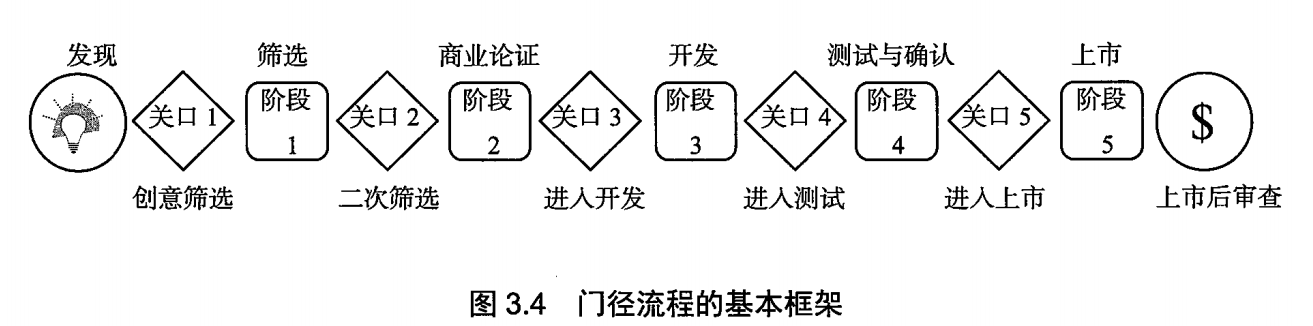 发现 筛选 商业论证 开发 测试与确认 上市
关口 1 阶段 1 关口 2 阶段 2 关口 3 阶段 3 关口 4 阶段 4 关口 5 阶段 5 $
创意筛选 二次筛选 进入开发 进入测试 进入上市 上市后审查
图 3.4 门径流程的基本框架